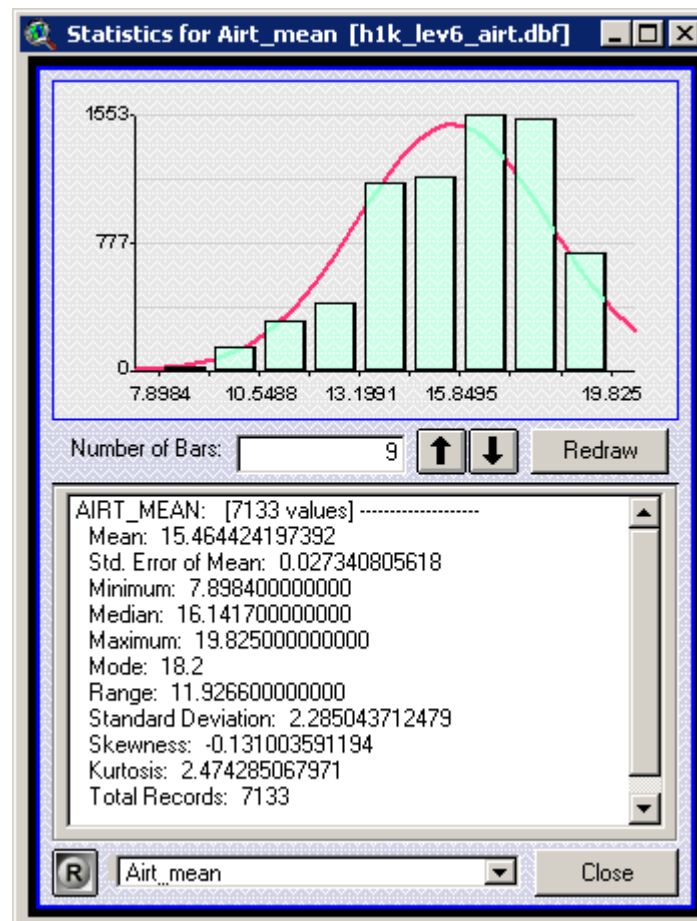 Statistics for Airt_mean [h1k_lev6_airt.dbf]
1553
777
0
7.8984 10.5488 13.1991 15.8495 19.825
Number of Bars: 9 Redraw
AIRT_MEAN: [7133 values] --------------------
Mean: 15.464424197392
Std. Error of Mean: 0.027340805618
Minimum: 7.898400000000
Median: 16.141700000000
Maximum: 19.825000000000
Mode: 18.2
Range: 11.926600000000
Standard Deviation: 2.285043712479
Skewness: -0.131003591194
Kurtosis: 2.474285067971
Total Records: 7133
R Airt_mean Close